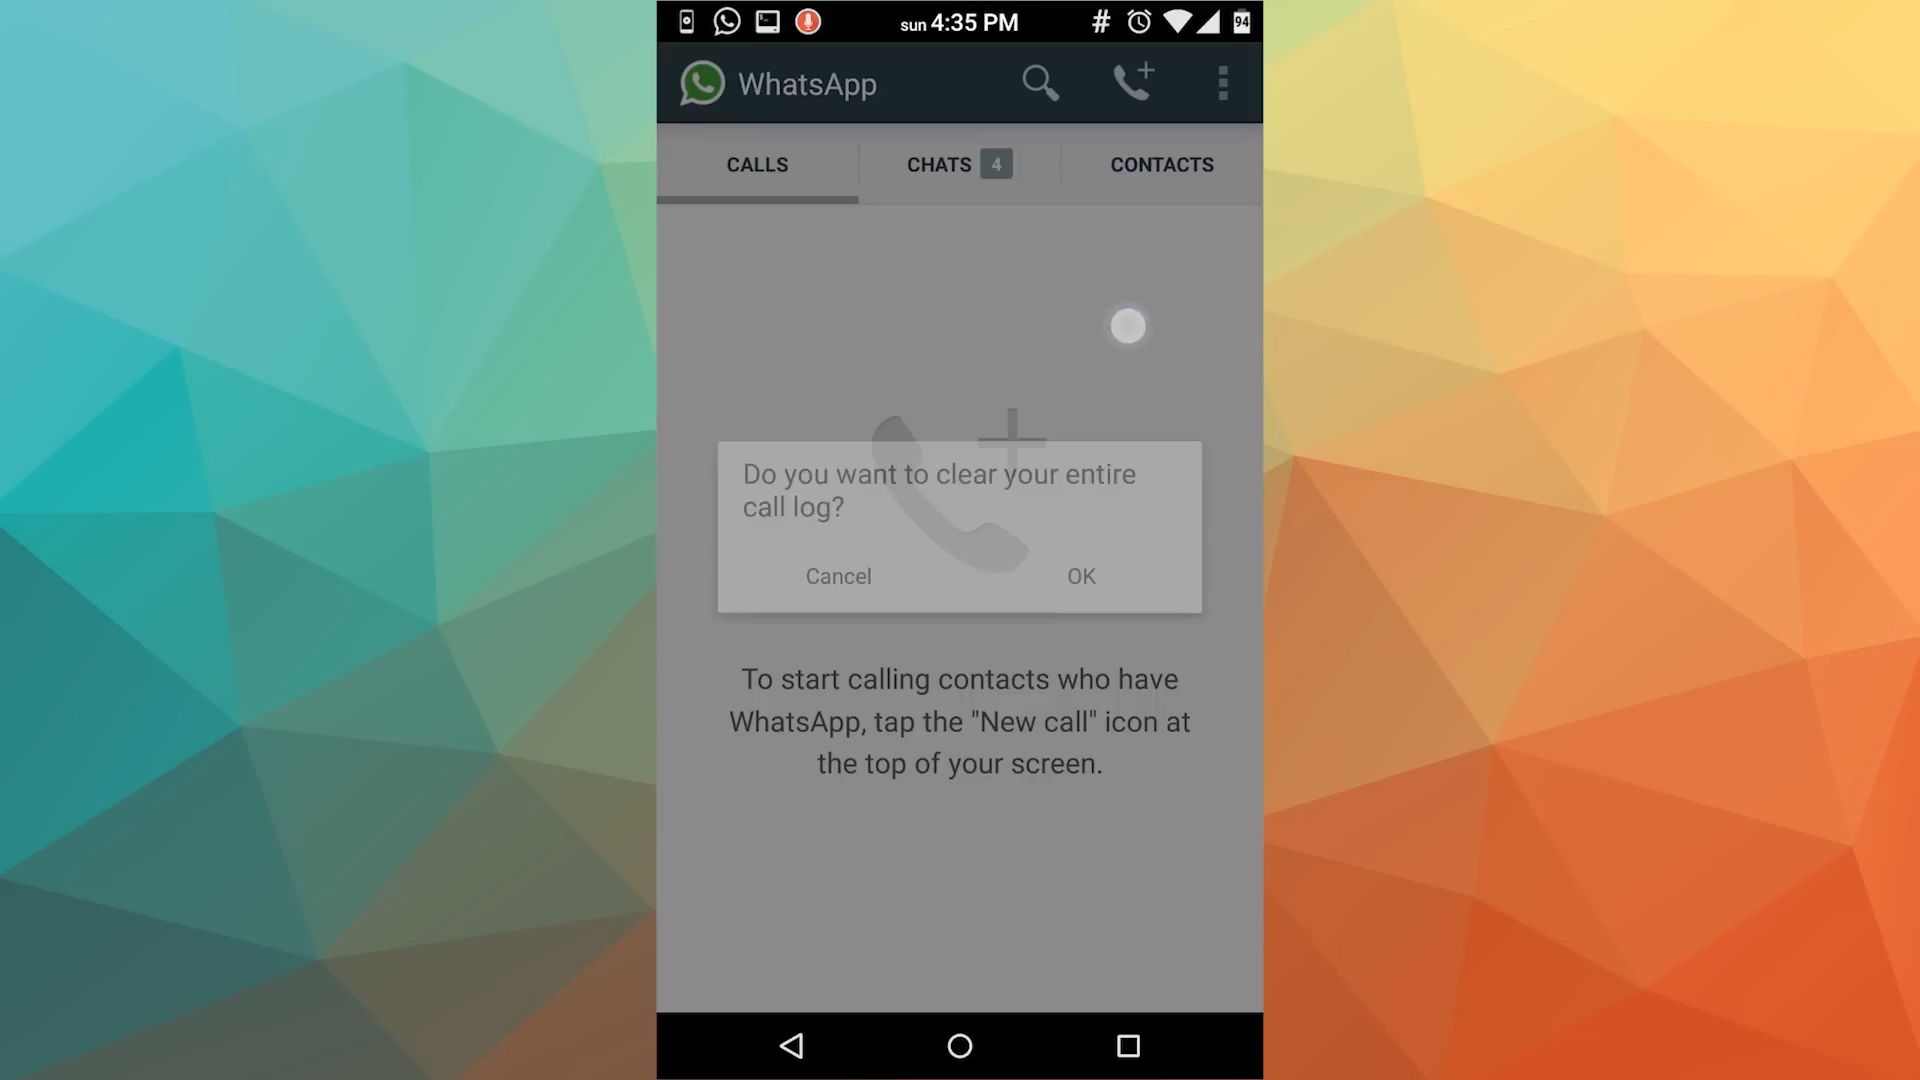 sun 4:35 PM # 94
WhatsApp
CALLS CHATS 4 CONTACTS
Do you want to clear your entire
call log?
Cancel OK
To start calling contacts who have
WhatsApp, tap the "New call" icon at
the top of your screen.